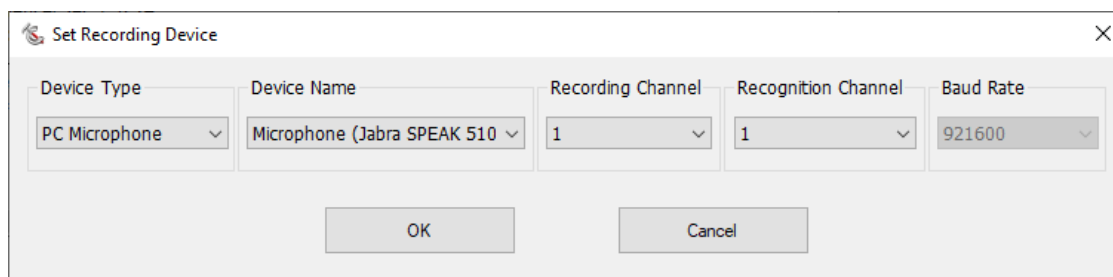 Set Recording Device
Device Type Device Name Recording Channel Recognition Channel Baud Rate
PC Microphone Microphone (Jabra SPEAK 510 1 1 921600
OK Cancel